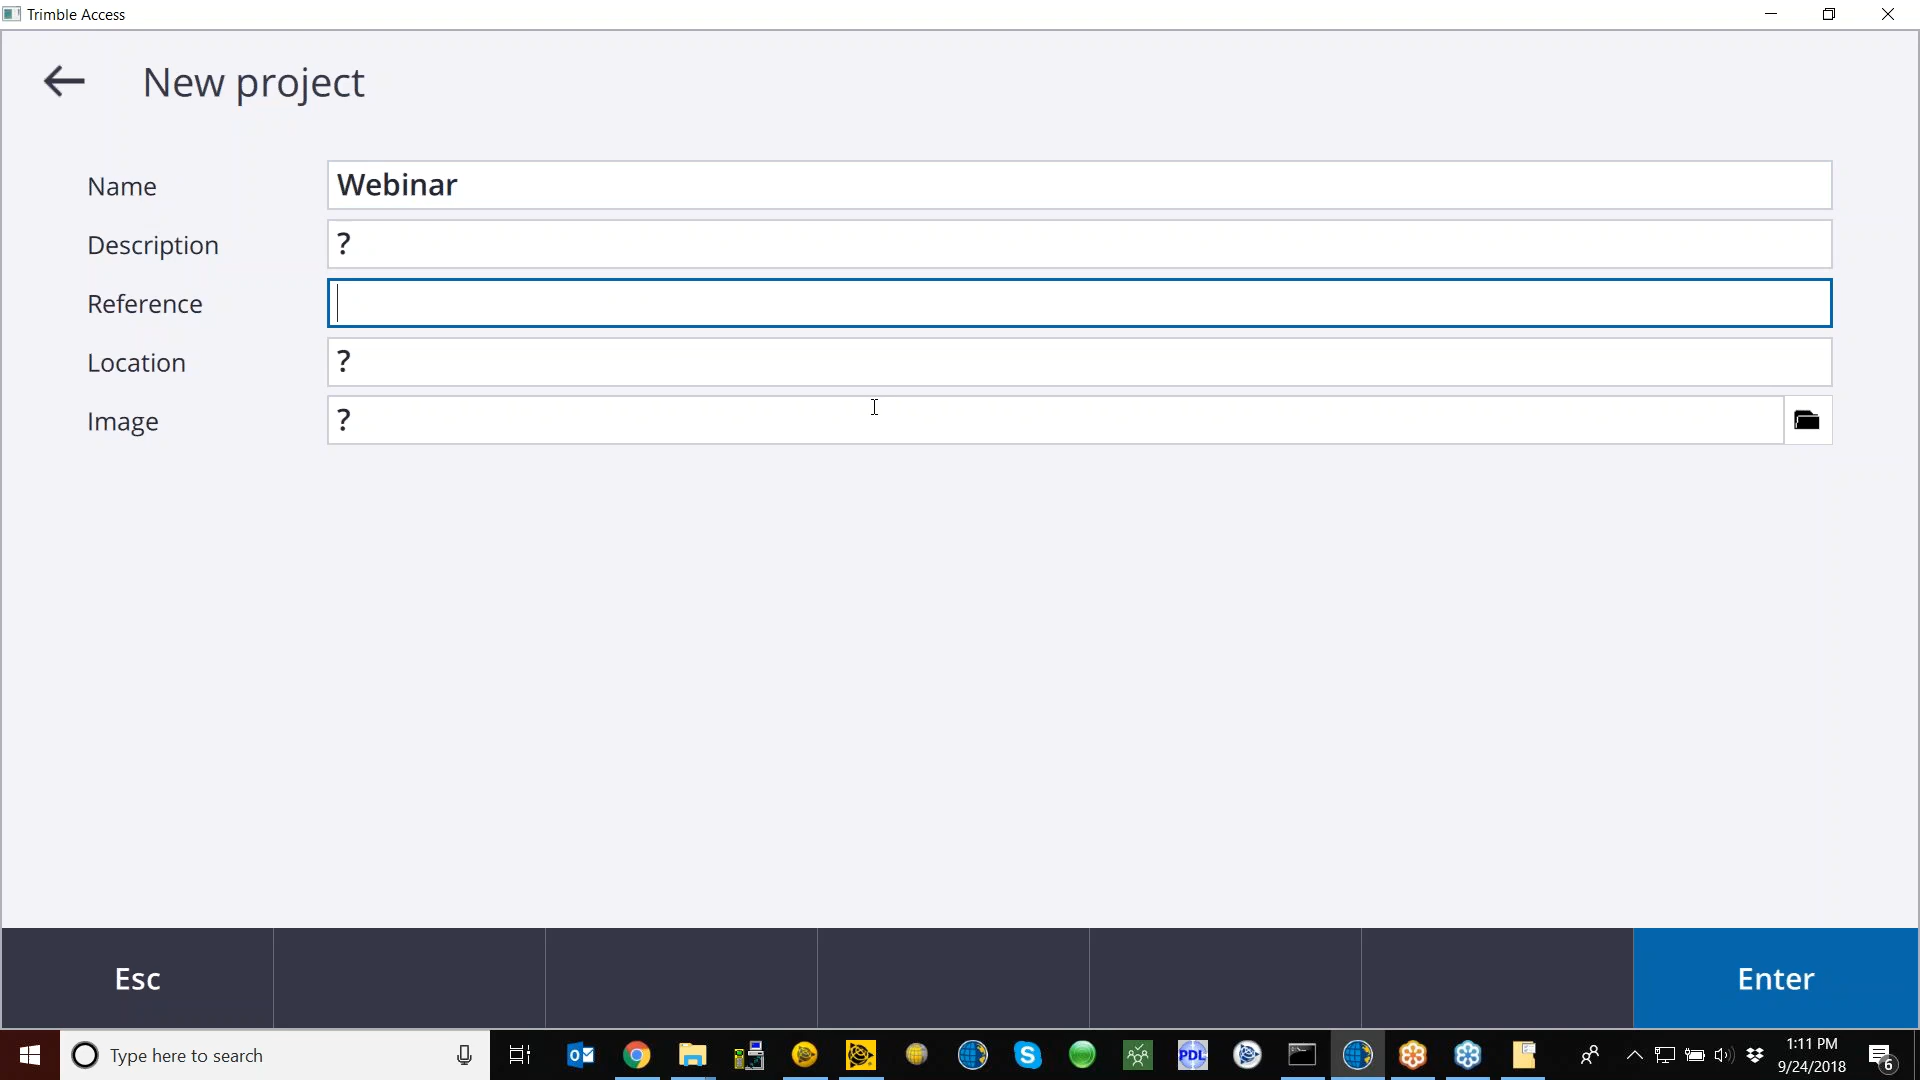 Trimble Access
New project
Name
Webinar
Description
?
Reference
Location
?
Image
?
Esc
Enter
Type here to search
PDL
1:11 PM
9/24/2018
6